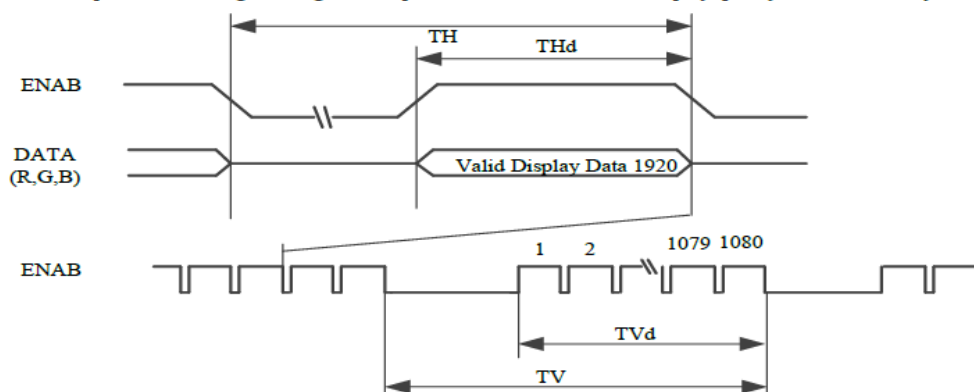 TH
THd
ENAB
DATA
(R,G,B)
Valid Display Data 1920
1 2 1079 1080
ENAB
TVd
TV